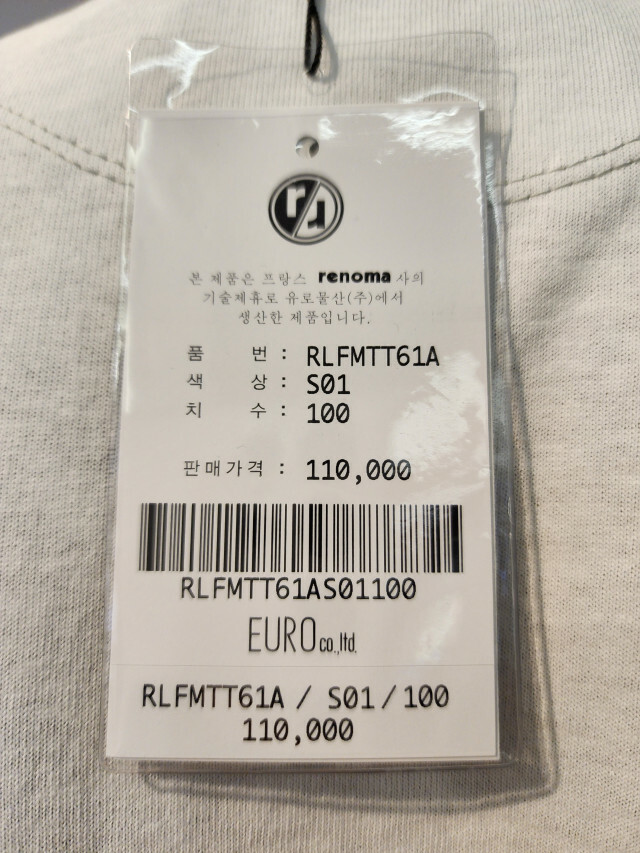 본 제품은 프랑스 renoma 사의
기술제휴로 유로물산(주)에서
생산한 제품입니다.
품 번 : RLFMTT61A
색 상 : S01
치 수 : 100
판매가격 : 110,000
RLFMTT61AS01100
EURO co.,ltd.
RLFMTT61A / S01/100
110,000